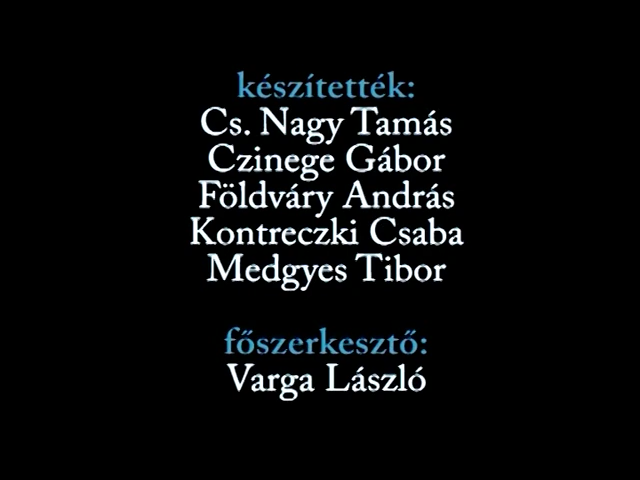 készítették:
Cs. Nagy Tamás
Czinege Gábor
Földváry András
Kontreczki Csaba
Medgyes Tibor
főszerkesztő:
Varga László